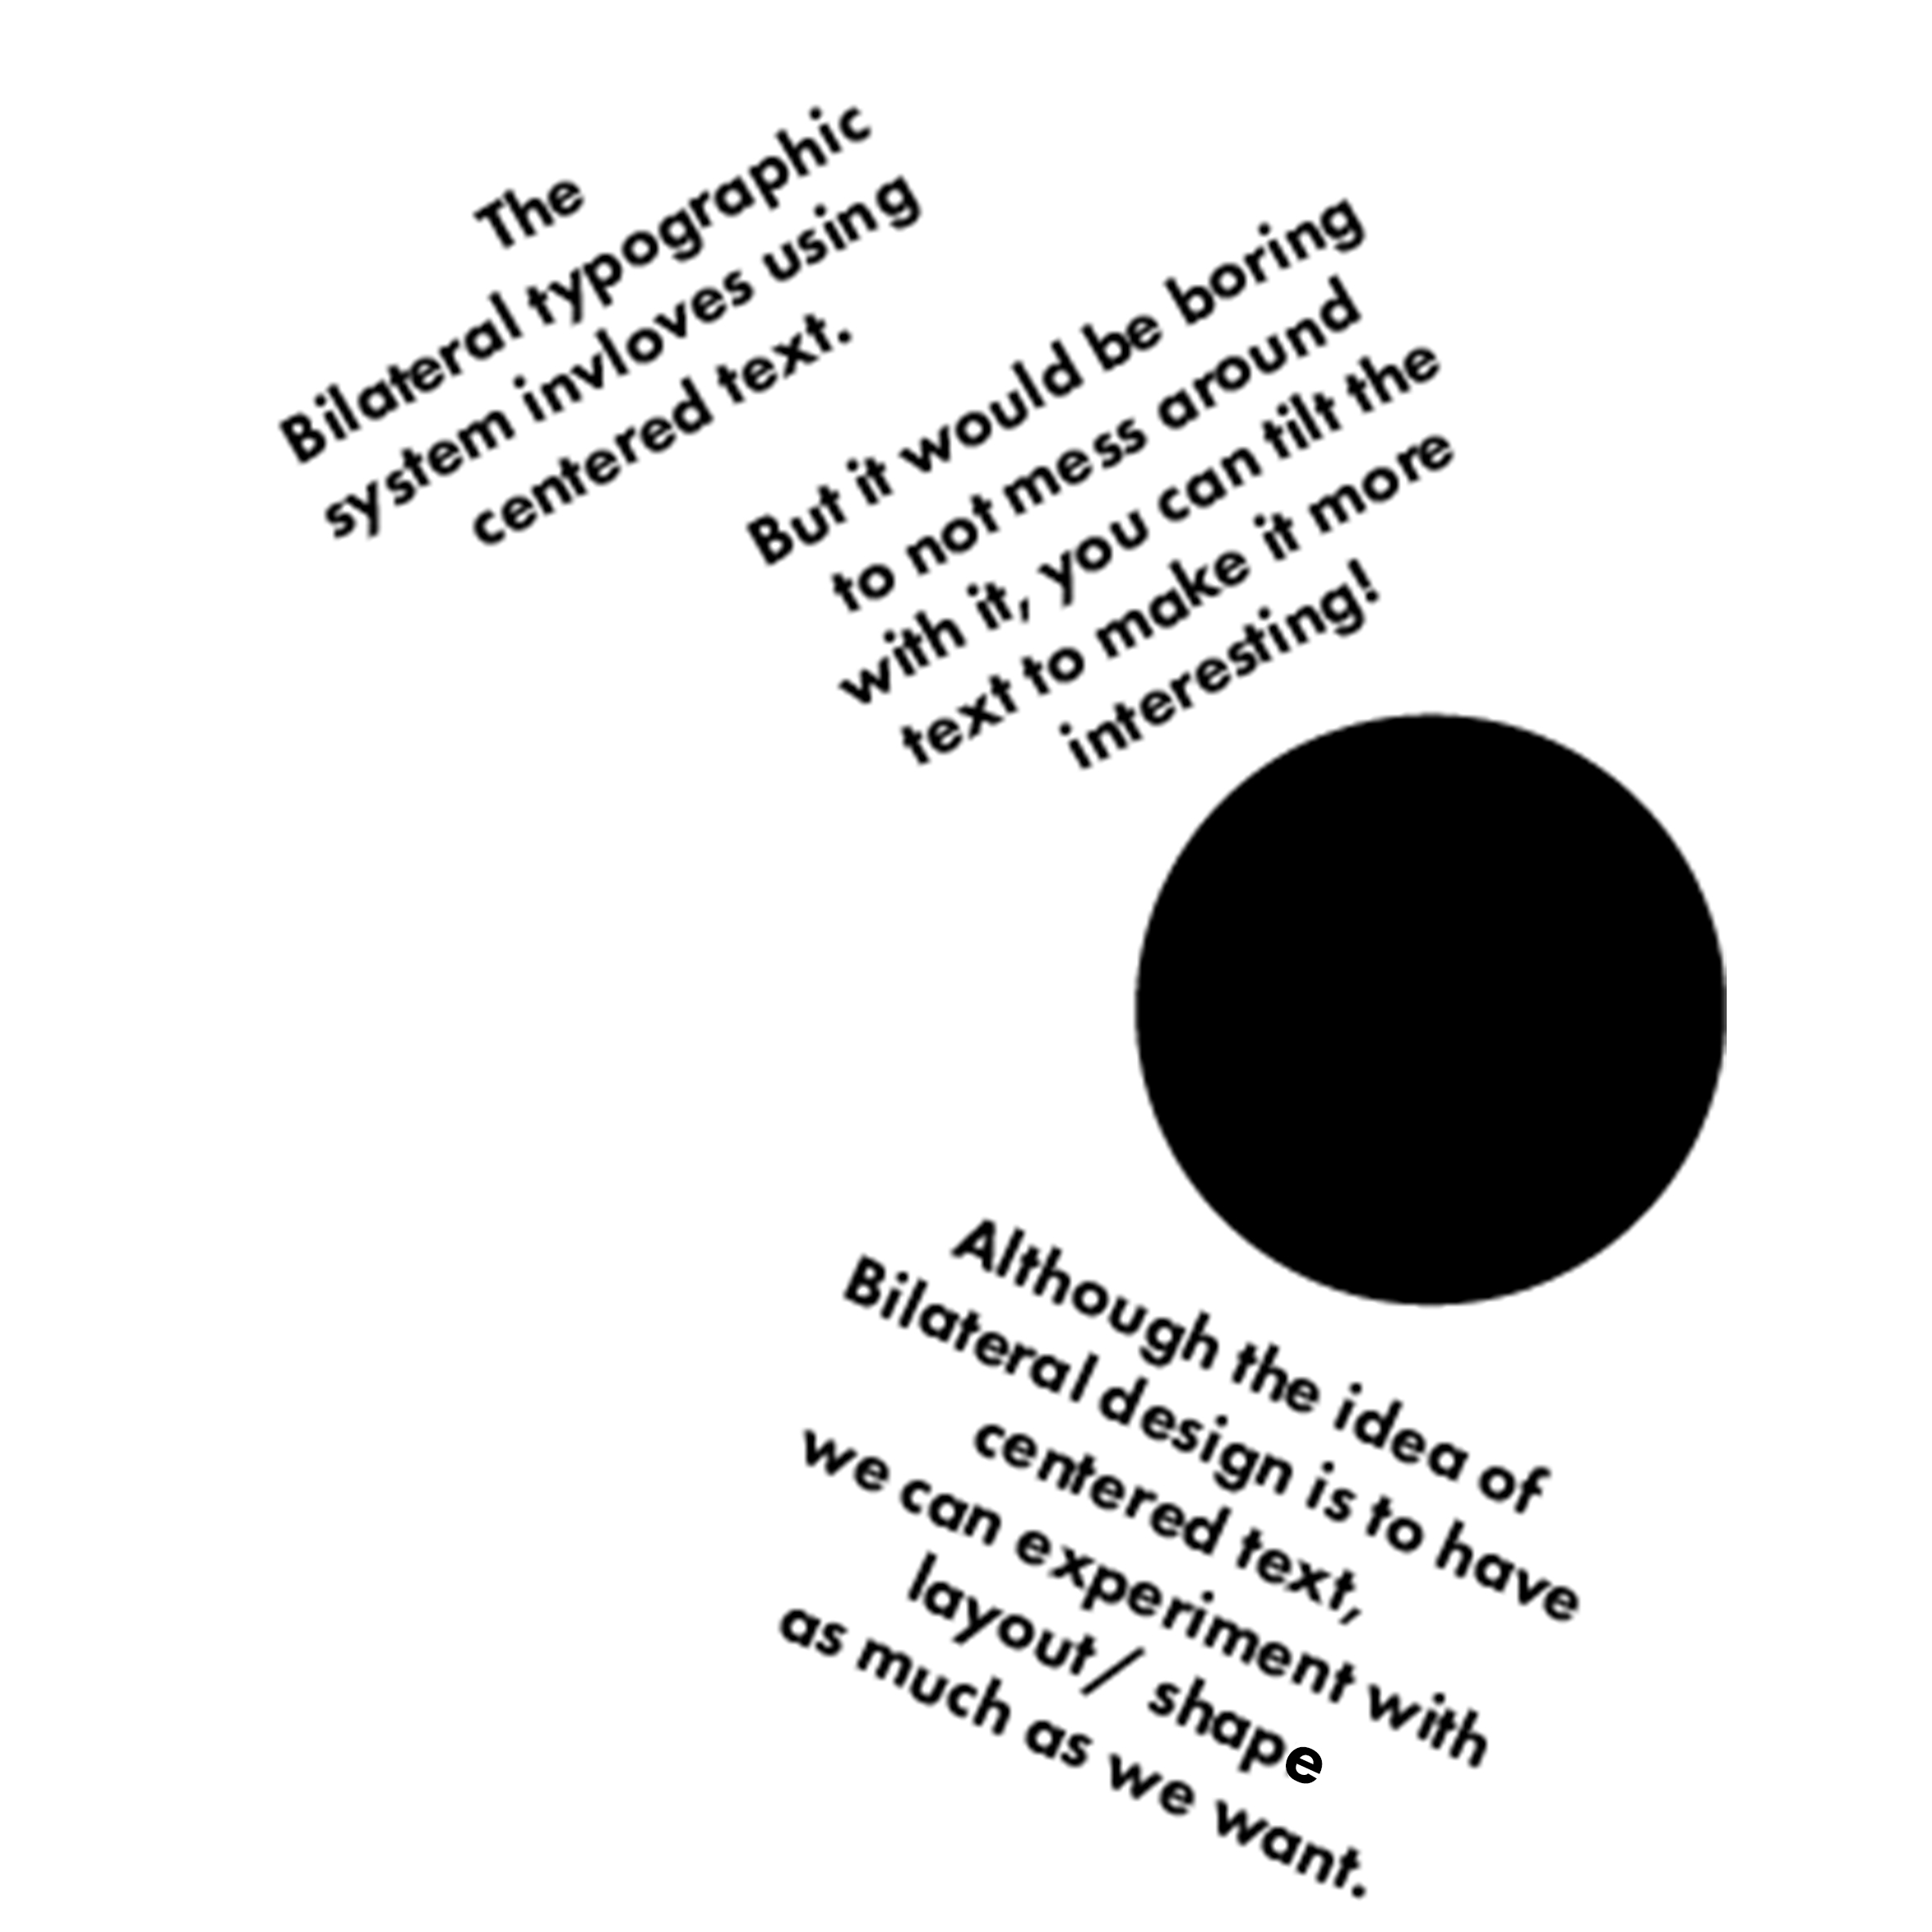 The
Bilateral typographic
system invloves using
centered text.
But it would be boring
to not mess around
with it, you can tilt the
text to make it more
interesting!
Although the idea of
Bilateral design is to have
centered text,
we can experiment with
layout/ shape
as much as we want.